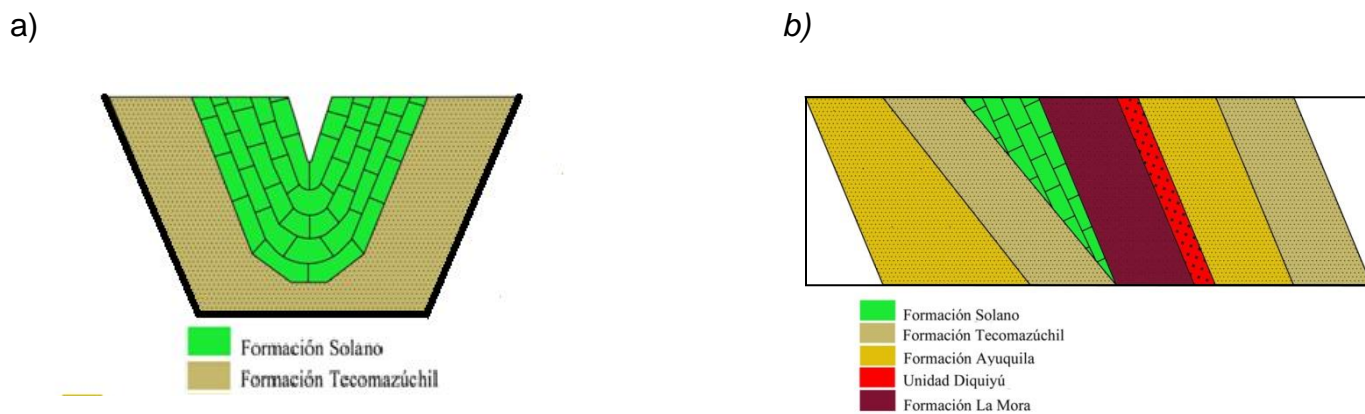 a)
b)
Formación Solano
Formación Tecomazúchil
Formación Solano
Formación Tecomazúchil
Formación Ayuquila
Unidad Diquiyú
Formación La Mora